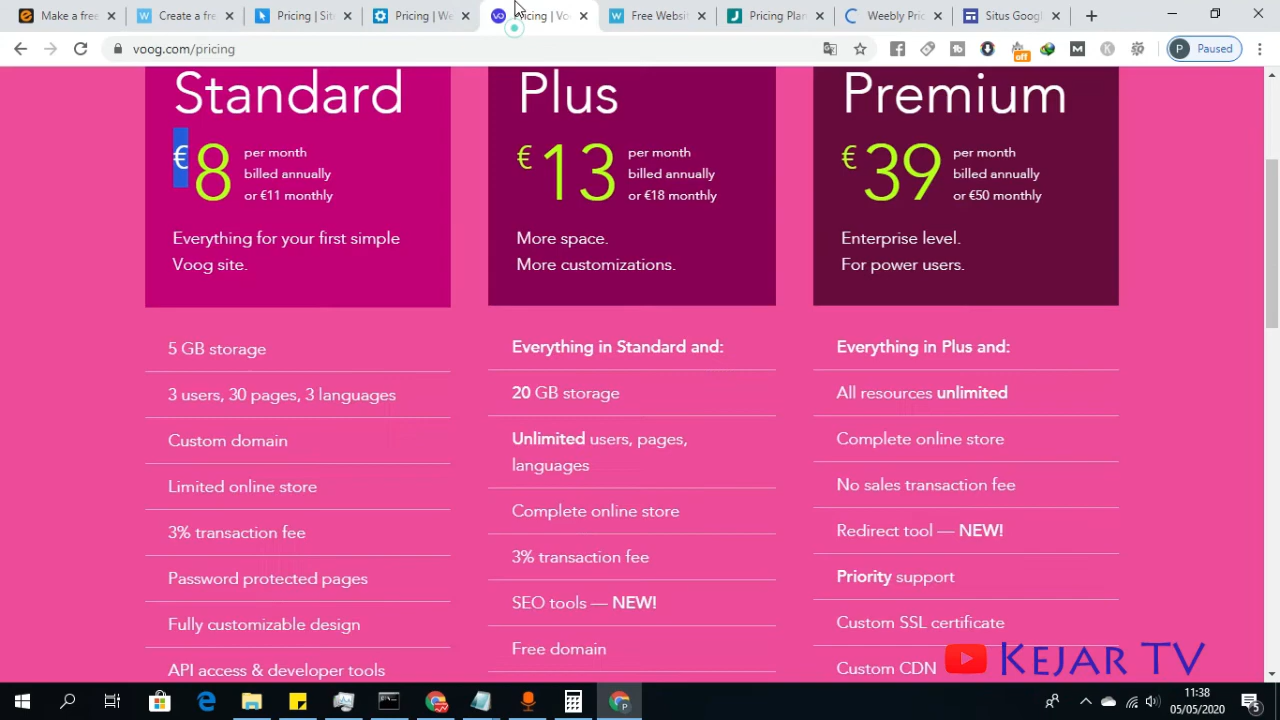 Make a free
Create a fre
Pricing | Sit
Pricing | We
Pricing | Voo
Free Websit
Pricing Plan
Weebly Pric
Situs Googl
voog.com/pricing
off
P
Paused
Standard
€8
per month
billed annually
or €11 monthly
Everything for your first simple
Voog site.
5 GB storage
3 users, 30 pages, 3 languages
Custom domain
Limited online store
3% transaction fee
Password protected pages
Fully customizable design
API access & developer tools
Plus
€13
per month
billed annually
or €18 monthly
More space.
More customizations.
Everything in Standard and:
20 GB storage
Unlimited users, pages,
languages
Complete online store
3% transaction fee
SEO tools — NEW!
Free domain
Premium
€39
per month
billed annually
or €50 monthly
Enterprise level.
For power users.
Everything in Plus and:
All resources unlimited
Complete online store
No sales transaction fee
Redirect tool — NEW!
Priority support
Custom SSL certificate
Custom CDN
KEJAR TV
11:38
05/05/2020
5